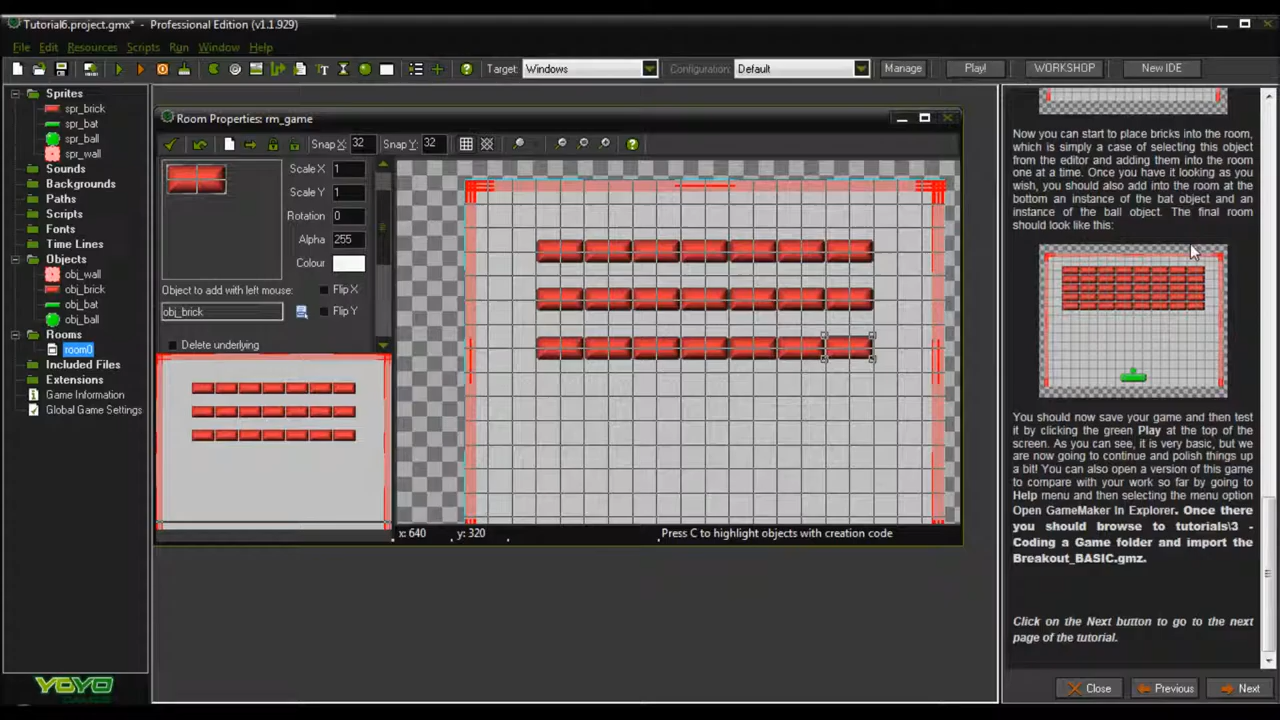 Tutorial6.project.gmx* - Professional Edition (v1.1.929)
File Edit Resources Scripts Run Window Help
Target: Windows Configuration: Default Manage Play! WORKSHOP New IDE
Sprites
spr_brick
spr_bat
spr_ball
spr_wall
Sounds
Backgrounds
Paths
Scripts
Fonts
Time Lines
Objects
obj_wall
obj_brick
obj_bat
obj_ball
Rooms
room0
Included Files
Extensions
Game Information
Global Game Settings
YOYO
GAMES
Room Properties: rm_game
Snap X: 32 Snap Y: 32
Scale X 1
Scale Y 1
Rotation 0
Alpha 255
Colour
Object to add with left mouse:
Flip X
obj_brick
Flip Y
Delete underlying
x: 640 y: 320 Press C to highlight objects with creation code
Now you can start to place bricks into the room,
which is simply a case of selecting this object
from the editor and adding them into the room
one at a time. Once you have it looking as you
wish, you should also add into the room at the
bottom an instance of the bat object and an
instance of the ball object. The final room
should look like this:
You should now save your game and then test
it by clicking the green Play at the top of the
screen. As you can see, it is very basic, but we
are now going to continue and polish things up
a bit! You can also open a version of this game
to compare with your work so far by going to
Help menu and then selecting the menu option
Open GameMaker In Explorer. Once there
you should browse to tutorials\3 -
Coding a Game folder and import the
Breakout_BASIC.gmz.
Click on the Next button to go to the next
page of the tutorial.
Close Previous Next